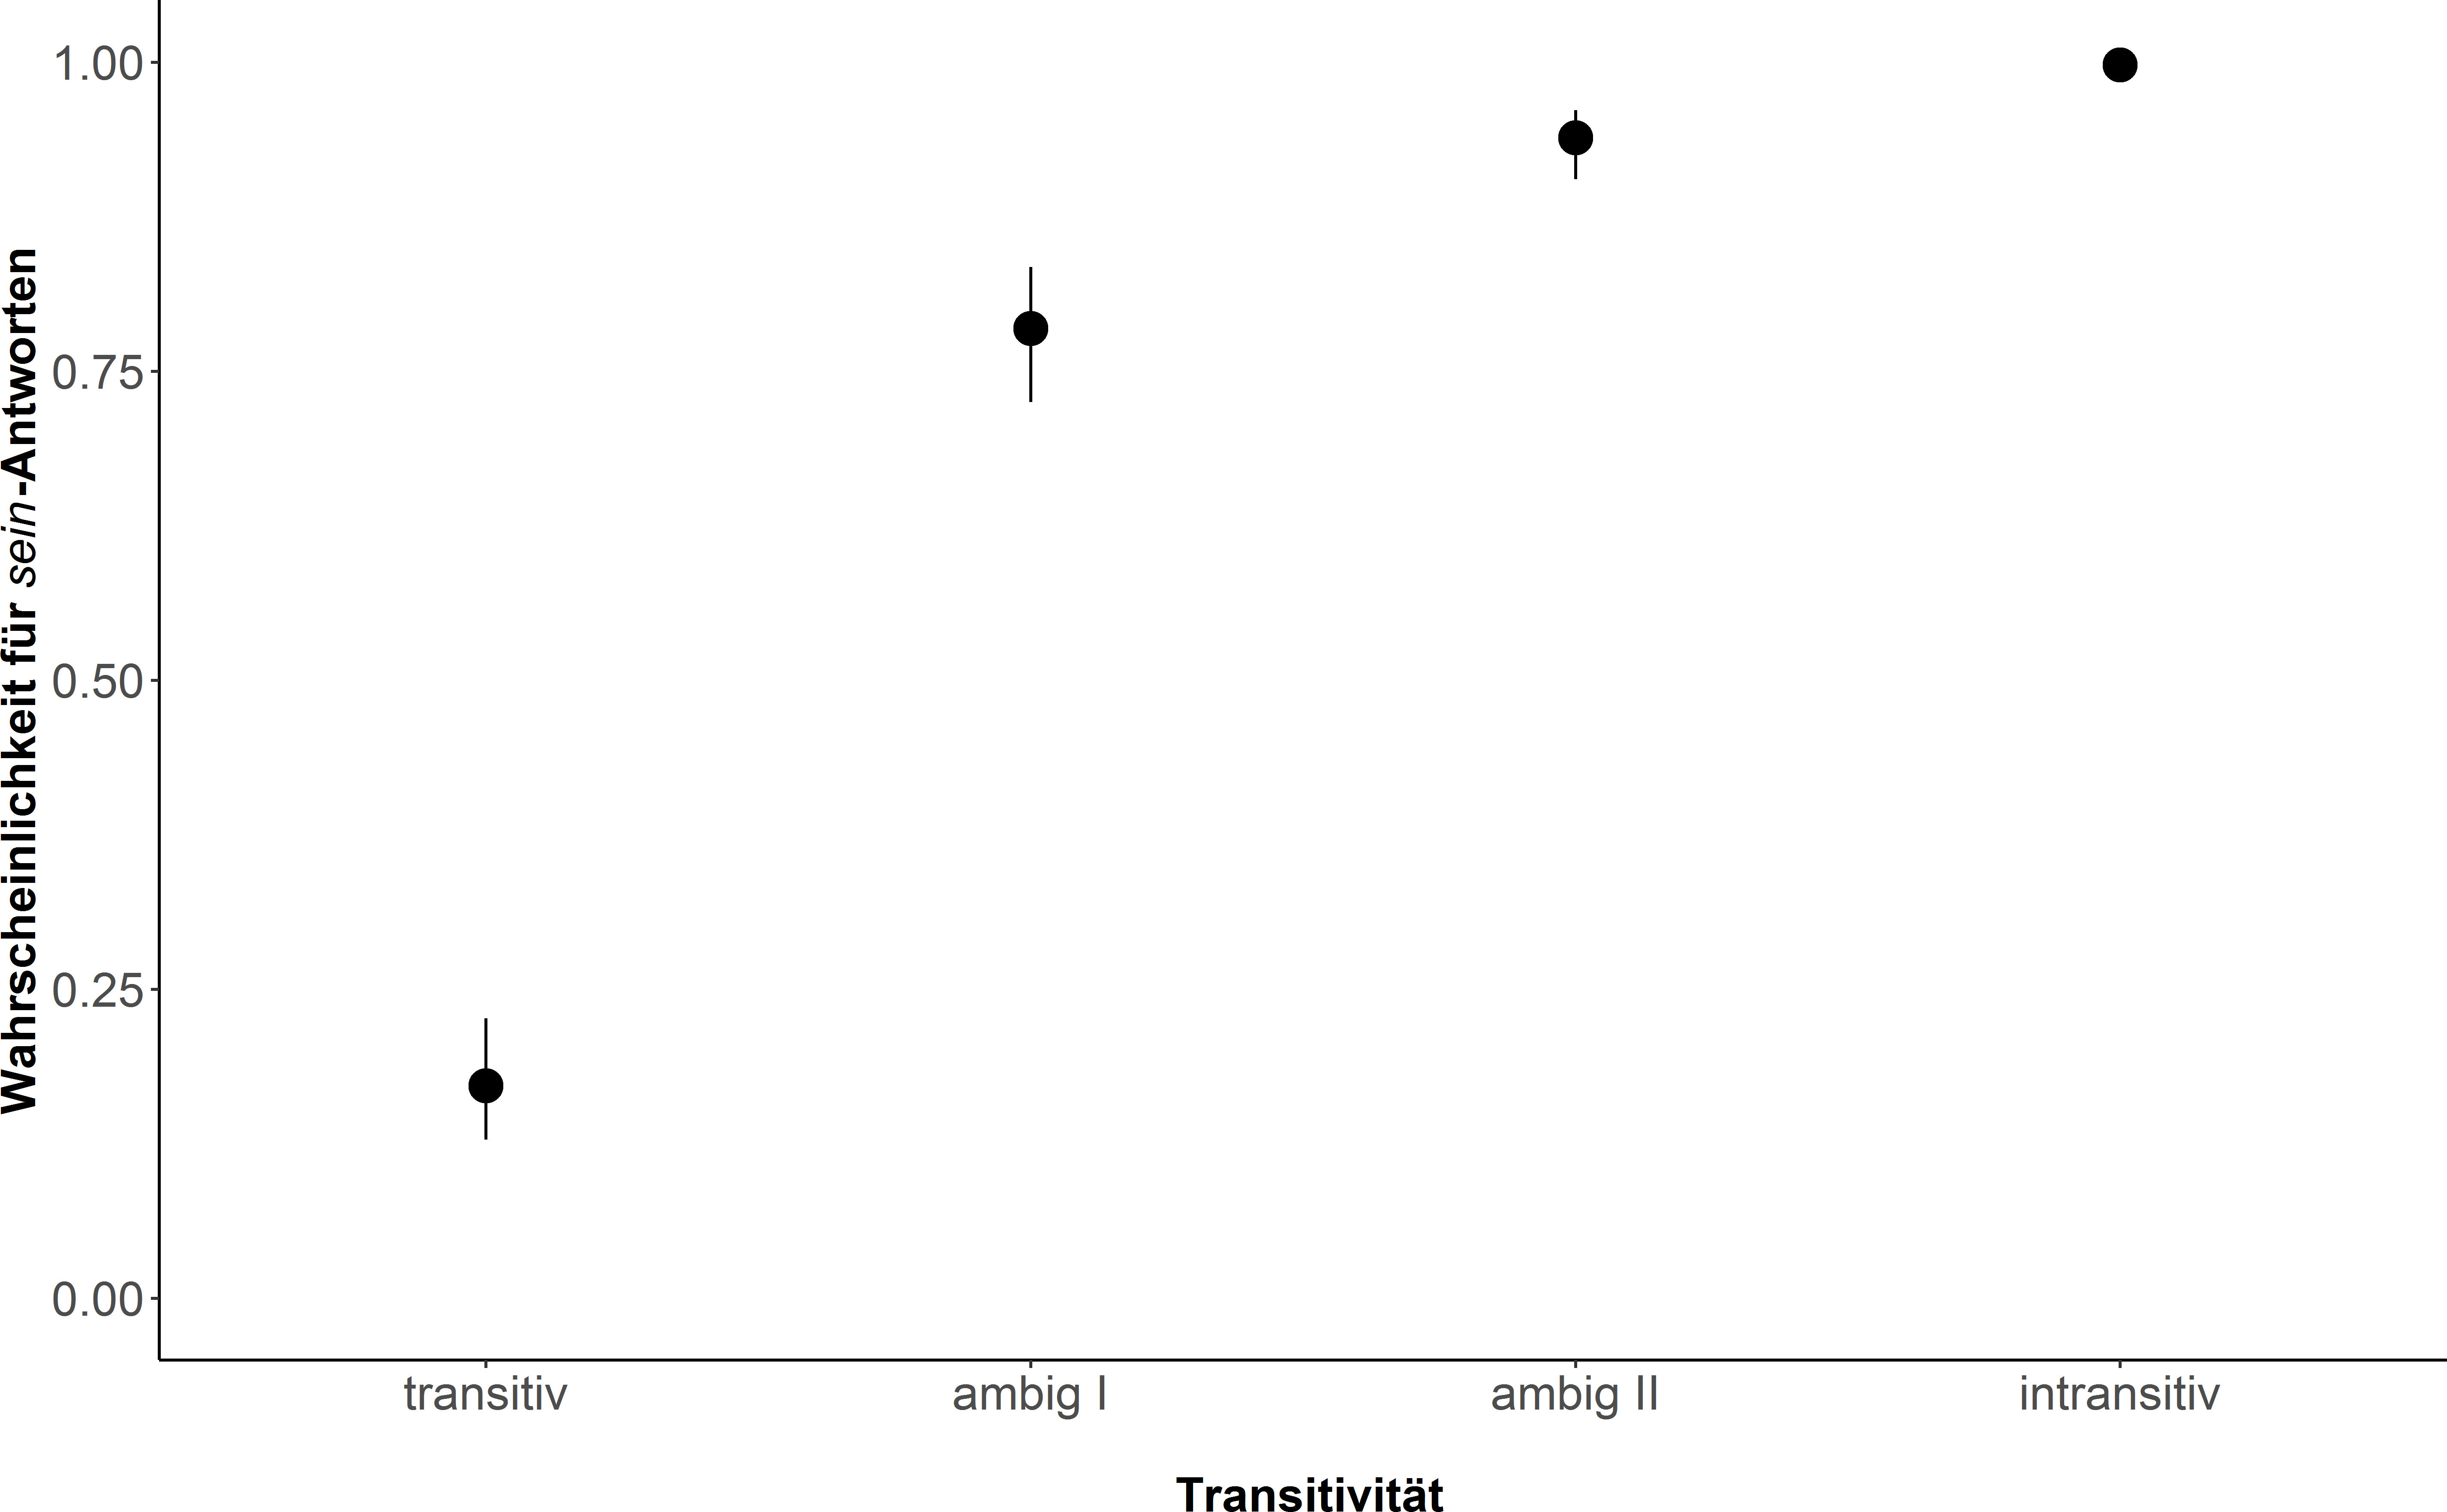 Wahrscheinlichkeit für sein-Antworten
1.00
0.75
0.50
0.25
0.00
transitiv
ambig I
ambig II
intransitiv
Transitivität